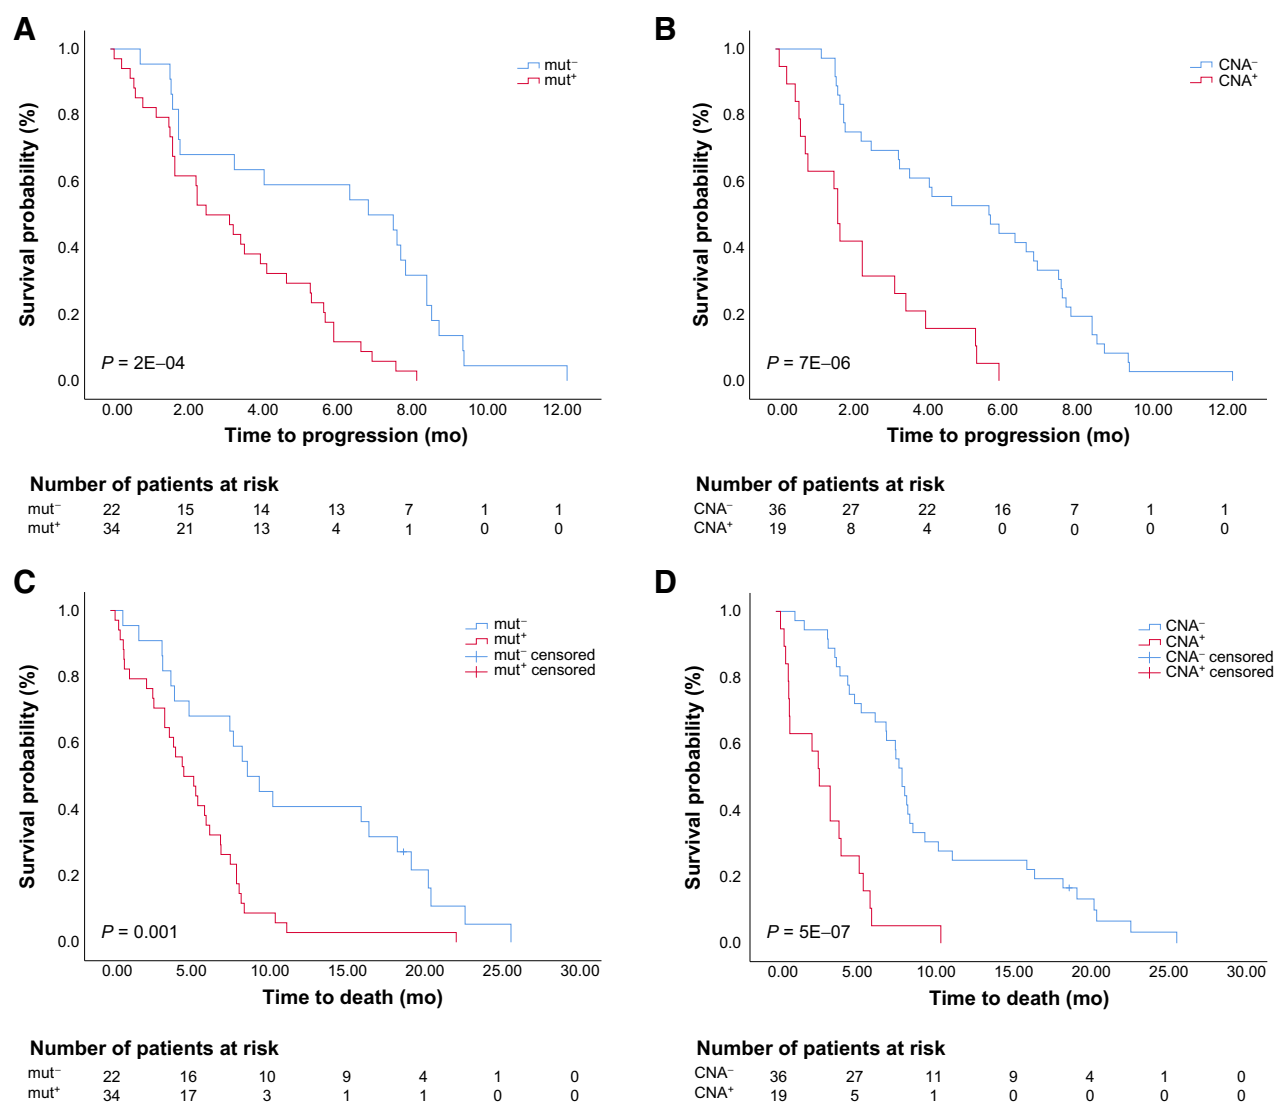 A
Survival probability (%)
1.0
0.8
0.6
0.4
0.2
0.0
mut⁻
mut⁺
P = 2E–04
0.00 2.00 4.00 6.00 8.00 10.00 12.00
Time to progression (mo)
Number of patients at risk
mut⁻ 22 15 14 13 7 1 1
mut⁺ 34 21 13 4 1 0 0
B
Survival probability (%)
1.0
0.8
0.6
0.4
0.2
0.0
CNA⁻
CNA⁺
P = 7E–06
0.00 2.00 4.00 6.00 8.00 10.00 12.00
Time to progression (mo)
Number of patients at risk
CNA⁻ 36 27 22 16 7 1 1
CNA⁺ 19 8 4 0 0 0 0
C
Survival probability (%)
1.0
0.8
0.6
0.4
0.2
0.0
mut⁻
mut⁺
mut⁻ censored
mut⁺ censored
P = 0.001
0.00 5.00 10.00 15.00 20.00 25.00 30.00
Time to death (mo)
Number of patients at risk
mut⁻ 22 16 10 9 4 1 0
mut⁺ 34 17 3 1 1 0 0
D
Survival probability (%)
1.0
0.8
0.6
0.4
0.2
0.0
CNA⁻
CNA⁺
CNA⁻ censored
CNA⁺ censored
P = 5E–07
0.00 5.00 10.00 15.00 20.00 25.00 30.00
Time to death (mo)
Number of patients at risk
CNA⁻ 36 27 11 9 4 1 0
CNA⁺ 19 5 1 0 0 0 0